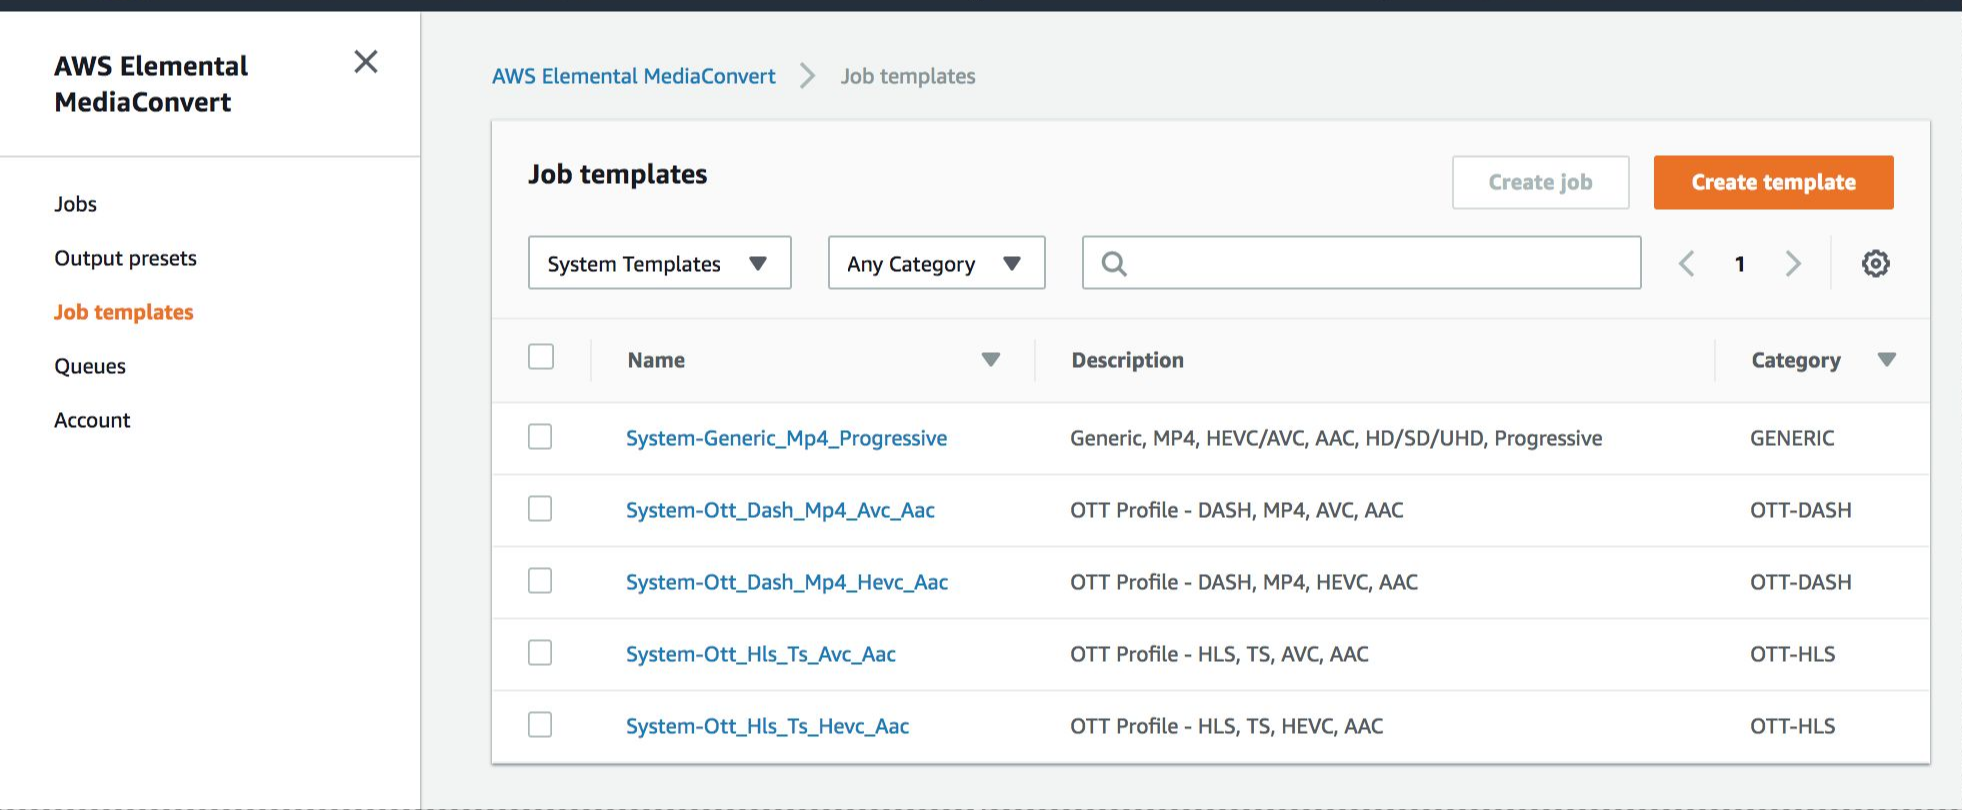 AWS Elemental
MediaConvert
Jobs
Output presets
Job templates
Queues
Account
AWS Elemental MediaConvert Job templates
Job templates
Create job Create template
System Templates Any Category 1
Name Description Category
System-Generic_Mp4_Progressive Generic, MP4, HEVC/AVC, AAC, HD/SD/UHD, Progressive GENERIC
System-Ott_Dash_Mp4_Avc_Aac OTT Profile - DASH, MP4, AVC, AAC OTT-DASH
System-Ott_Dash_Mp4_Hevc_Aac OTT Profile - DASH, MP4, HEVC, AAC OTT-DASH
System-Ott_Hls_Ts_Avc_Aac OTT Profile - HLS, TS, AVC, AAC OTT-HLS
System-Ott_Hls_Ts_Hevc_Aac OTT Profile - HLS, TS, HEVC, AAC OTT-HLS